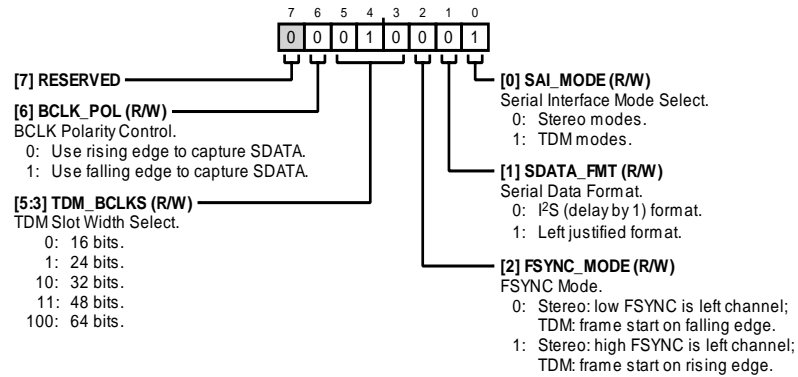 7 6 5 4 3 2 1 0
0 0 0 1 0 0 0 1
[7] RESERVED
[6] BCLK_POL (R/W)
BCLK Polarity Control.
0: Use rising edge to capture SDATA.
1: Use falling edge to capture SDATA.
[5:3] TDM_BCLKS (R/W)
TDM Slot Width Select.
0: 16 bits.
1: 24 bits.
10: 32 bits.
11: 48 bits.
100: 64 bits.
[0] SAI_MODE (R/W)
Serial Interface Mode Select.
0: Stereo modes.
1: TDM modes.
[1] SDATA_FMT (R/W)
Serial Data Format.
0: I2S (delay by 1) format.
1: Left justified format.
[2] FSYNC_MODE (R/W)
FSYNC Mode.
0: Stereo: low FSYNC is left channel;
TDM: frame start on falling edge.
1: Stereo: high FSYNC is left channel;
TDM: frame start on rising edge.